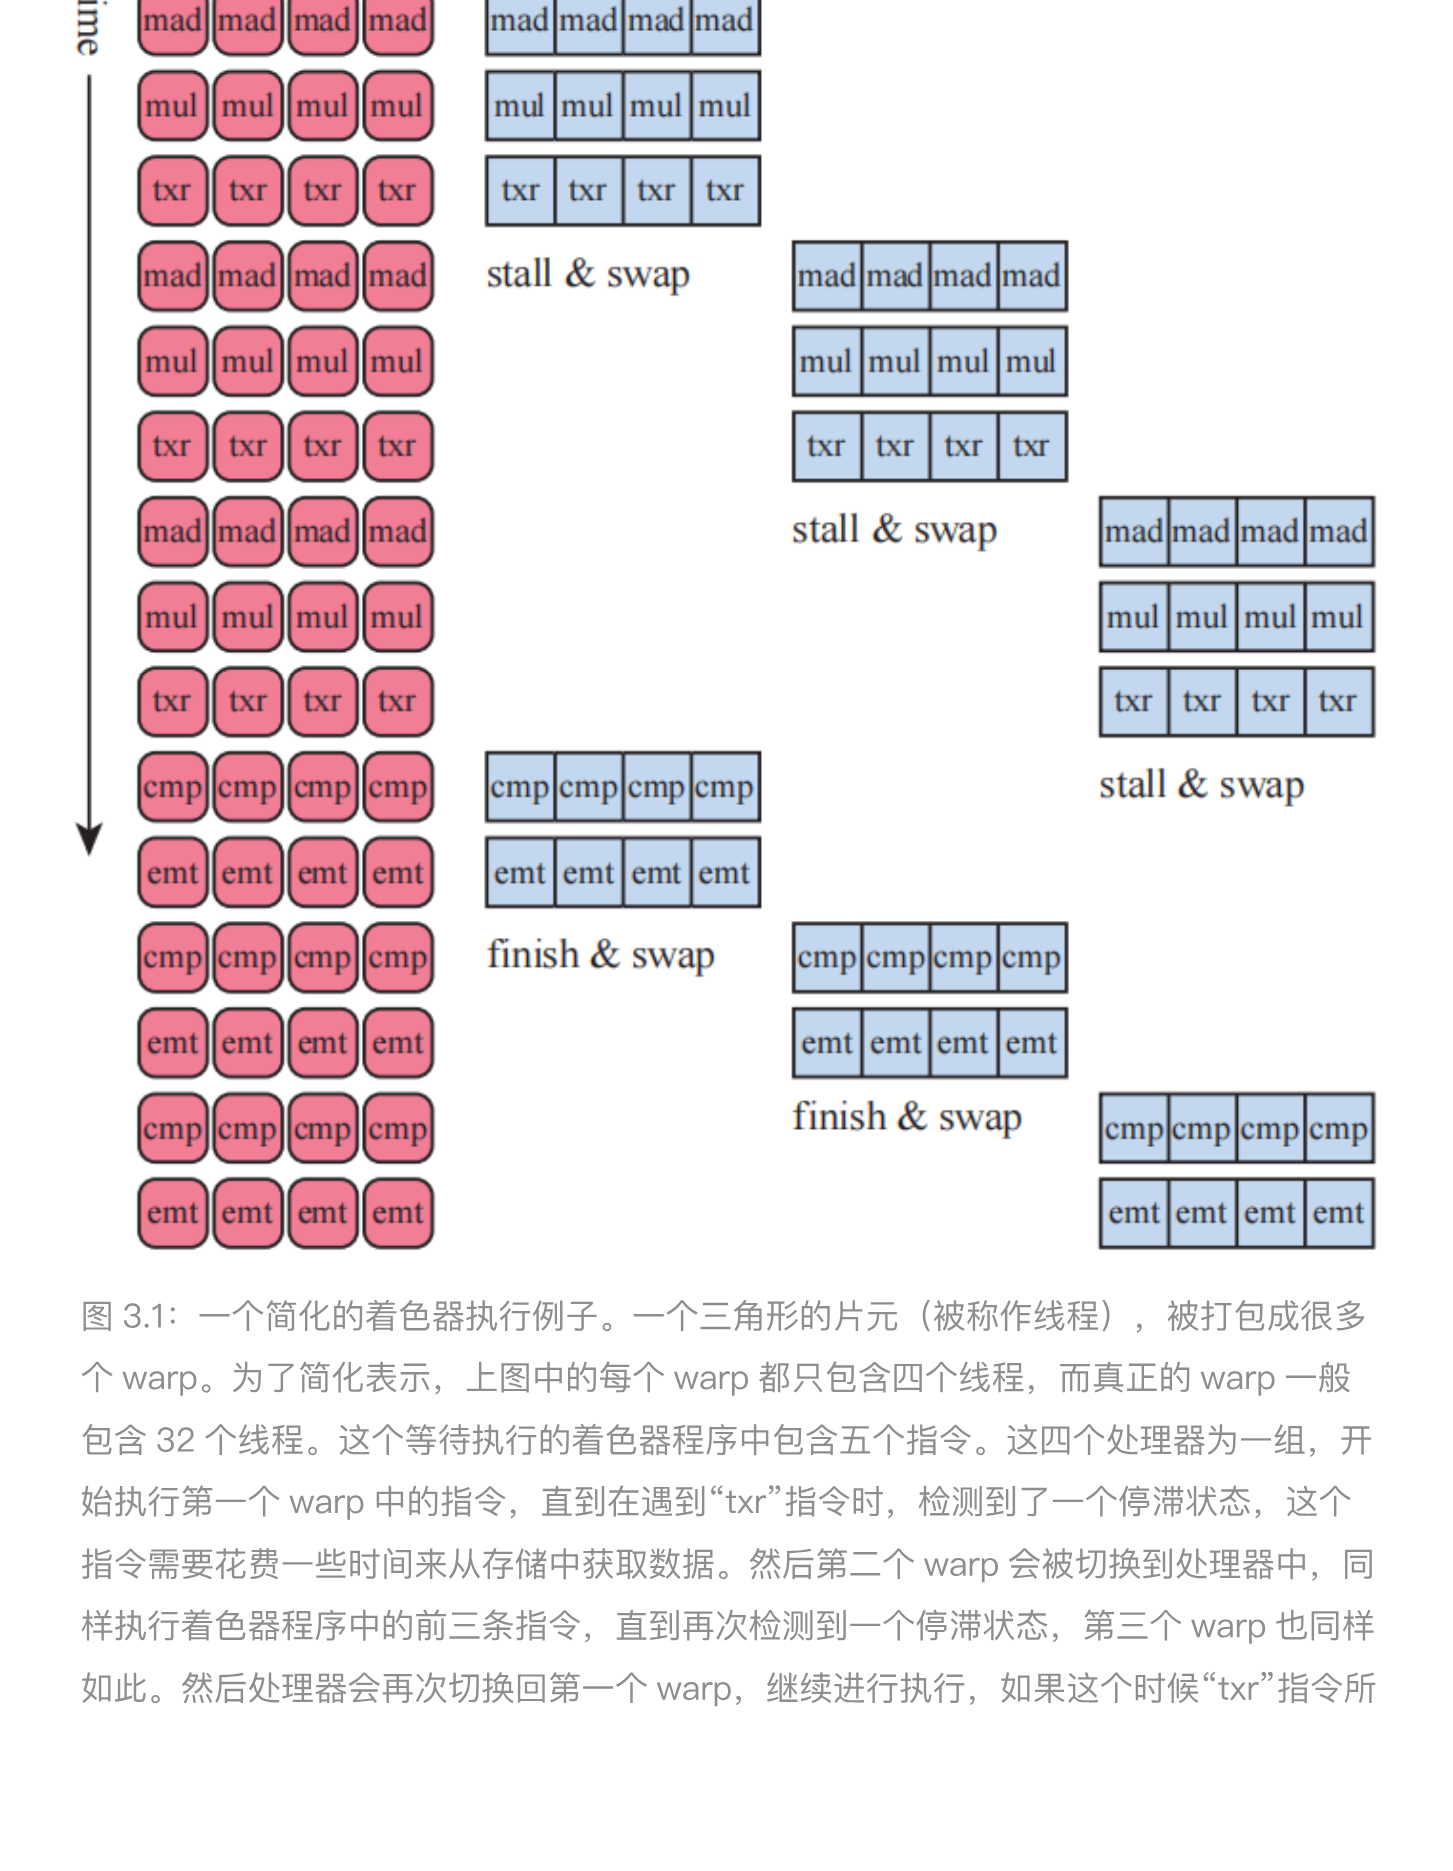 ime
mad mad mad mad mad mad mad mad
mul mul mul mul mul mul mul mul
txr txr txr txr txr txr txr txr
mad mad mad mad stall & swap mad mad mad mad
mul mul mul mul mul mul mul mul
txr txr txr txr txr txr txr txr
mad mad mad mad stall & swap mad mad mad mad
mul mul mul mul mul mul mul mul
txr txr txr txr txr txr txr txr
cmp cmp cmp cmp cmp cmp cmp cmp stall & swap
emt emt emt emt emt emt emt emt
cmp cmp cmp cmp finish & swap cmp cmp cmp cmp
emt emt emt emt emt emt emt emt
cmp cmp cmp cmp finish & swap cmp cmp cmp cmp
emt emt emt emt emt emt emt emt
图 3.1：一个简化的着色器执行例子。一个三角形的片元（被称作线程），被打包成很多
个 warp。为了简化表示，上图中的每个 warp 都只包含四个线程，而真正的 warp 一般
包含 32 个线程。这个等待执行的着色器程序中包含五个指令。这四个处理器为一组，开
始执行第一个 warp 中的指令，直到在遇到“txr”指令时，检测到了一个停滞状态，这个
指令需要花费一些时间来从存储中获取数据。然后第二个 warp 会被切换到处理器中，同
样执行着色器程序中的前三条指令，直到再次检测到一个停滞状态，第三个 warp 也同样
如此。然后处理器会再次切换回第一个 warp，继续进行执行，如果这个时候“txr”指令所